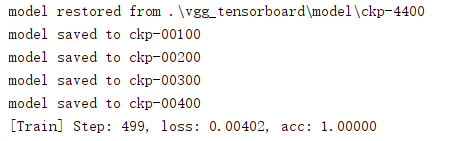 model restored from .\vgg_tensorboard\model\ckp-4400
model saved to ckp-00100
model saved to ckp-00200
model saved to ckp-00300
model saved to ckp-00400
[Train] Step: 499, loss: 0.00402, acc: 1.00000